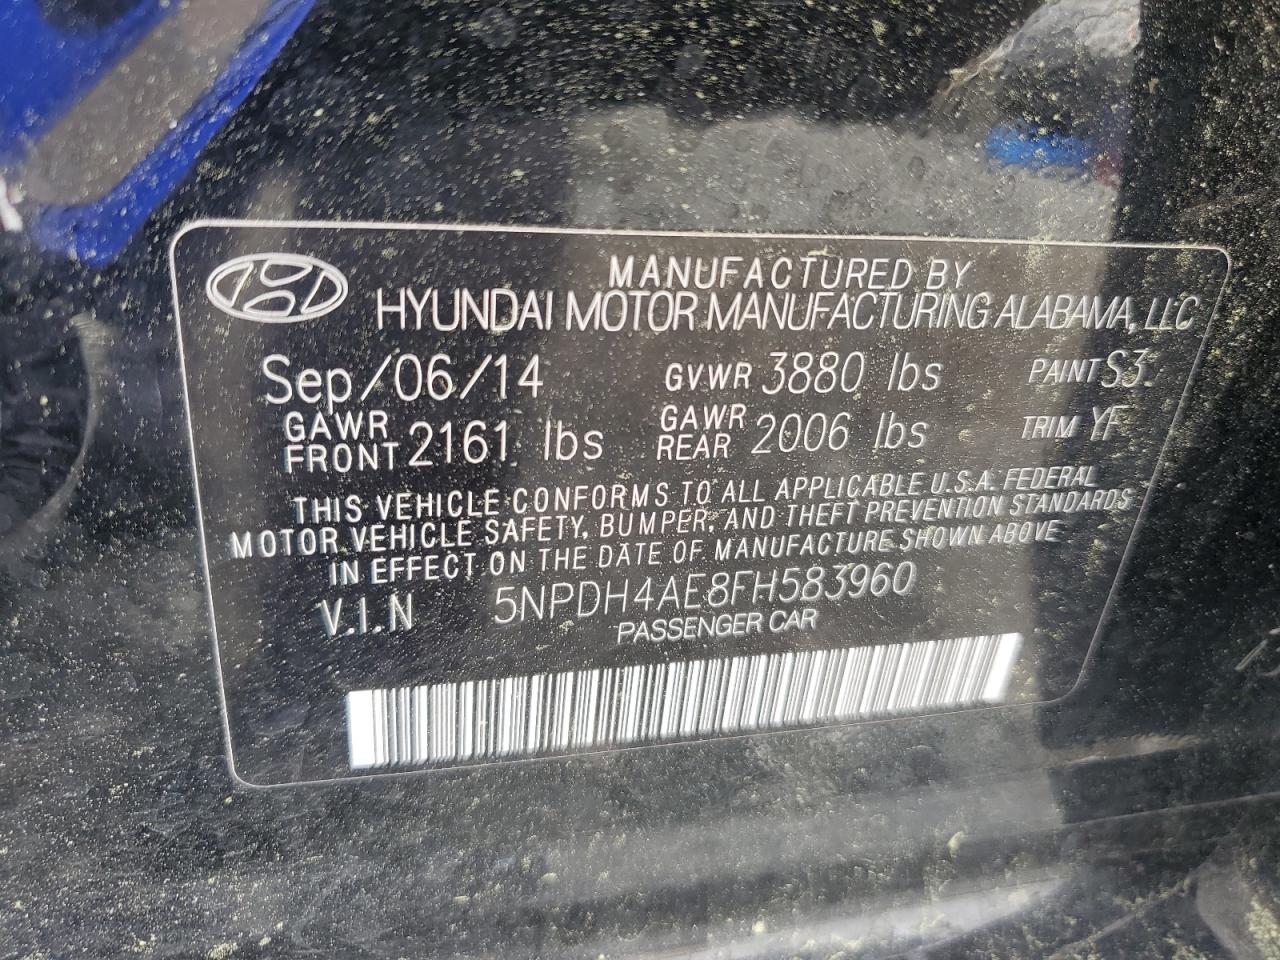 MANUFACTURED BY
HYUNDAI MOTOR MANUFACTURING ALABAMA, LLC
Sep/06/14 GVWR 3880 lbs PAINT S3
GAWR FRONT 2161 lbs GAWR REAR 2006 lbs TRIM YF
THIS VEHICLE CONFORMS TO ALL APPLICABLE U.S.A. FEDERAL
MOTOR VEHICLE SAFETY, BUMPER, AND THEFT PREVENTION STANDARDS
IN EFFECT ON THE DATE OF MANUFACTURE SHOWN ABOVE
V.I.N 5NPDH4AE8FH583960
PASSENGER CAR